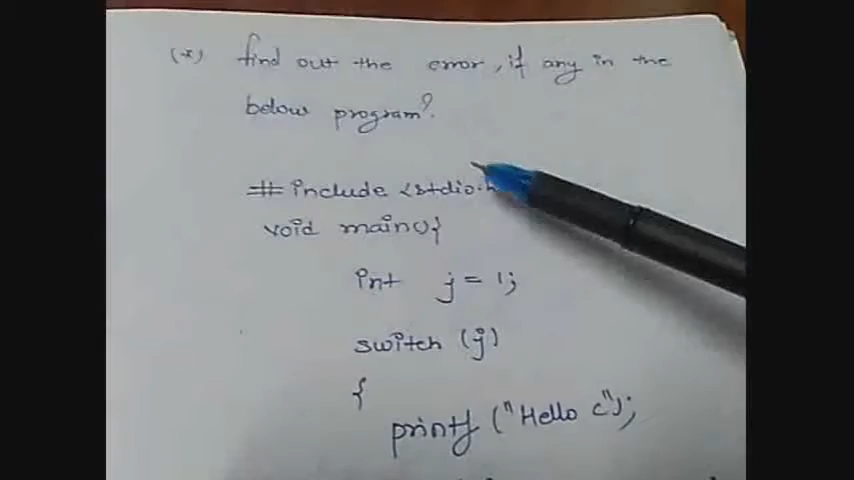 (*) find out the error, if any in the
below program?
#include <stdio.h
void main(){
int j = 1;
switch (j)
{
printf ("Hello c");